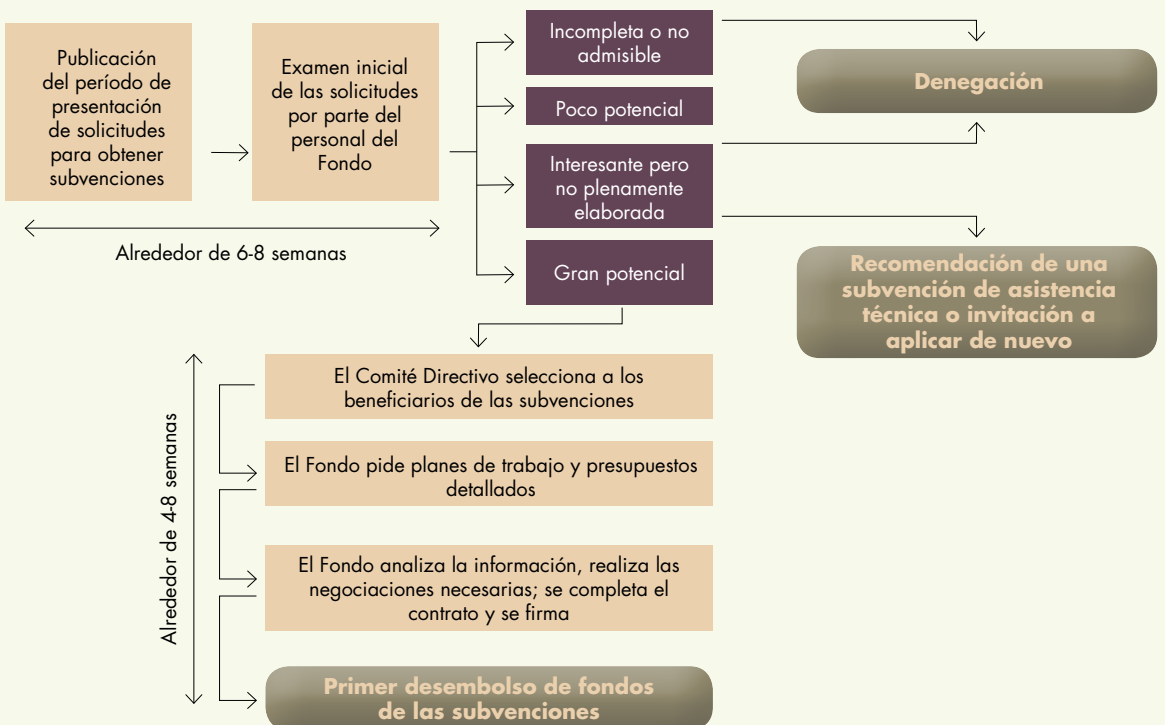 Publicación
del período de
presentación
de solicitudes
para obtener
subvenciones
Examen inicial
de las solicitudes
por parte del
personal del
Fondo
Alrededor de 6-8 semanas
Incompleta o no
admisible
Poco potencial
Interesante pero
no plenamente
elaborada
Gran potencial
Denegación
Recomendación de una
subvención de asistencia
técnica o invitación a
aplicar de nuevo
Alrededor de 4-8 semanas
El Comité Directivo selecciona a los
beneficiarios de las subvenciones
El Fondo pide planes de trabajo y presupuestos
detallados
El Fondo analiza la información, realiza las
negociaciones necesarias; se completa el
contrato y se firma
Primer desembolso de fondos
de las subvenciones